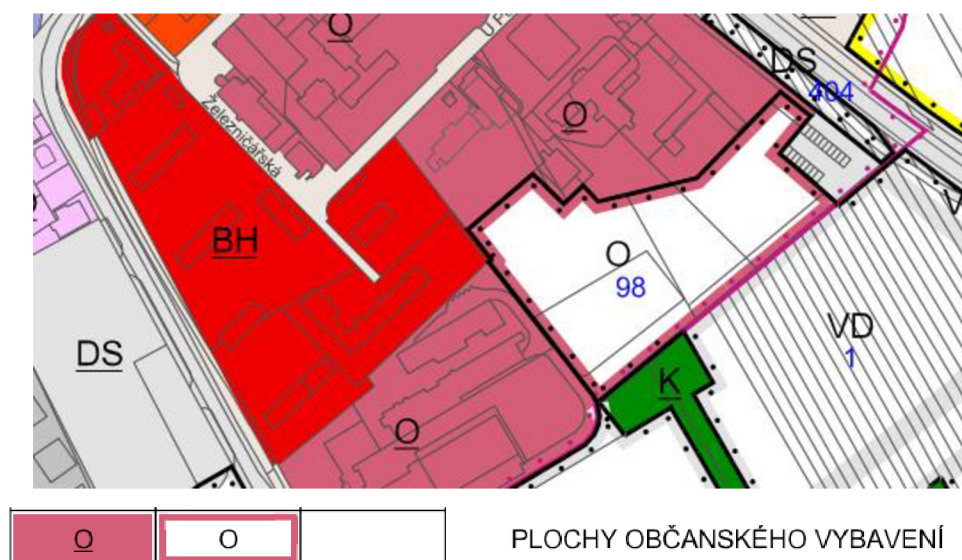 O
DS
404
Železničářská
O
BH
O
98
DS
VD
1
K
O
O
O
PLOCHY OBČANSKÉHO VYBAVENÍ